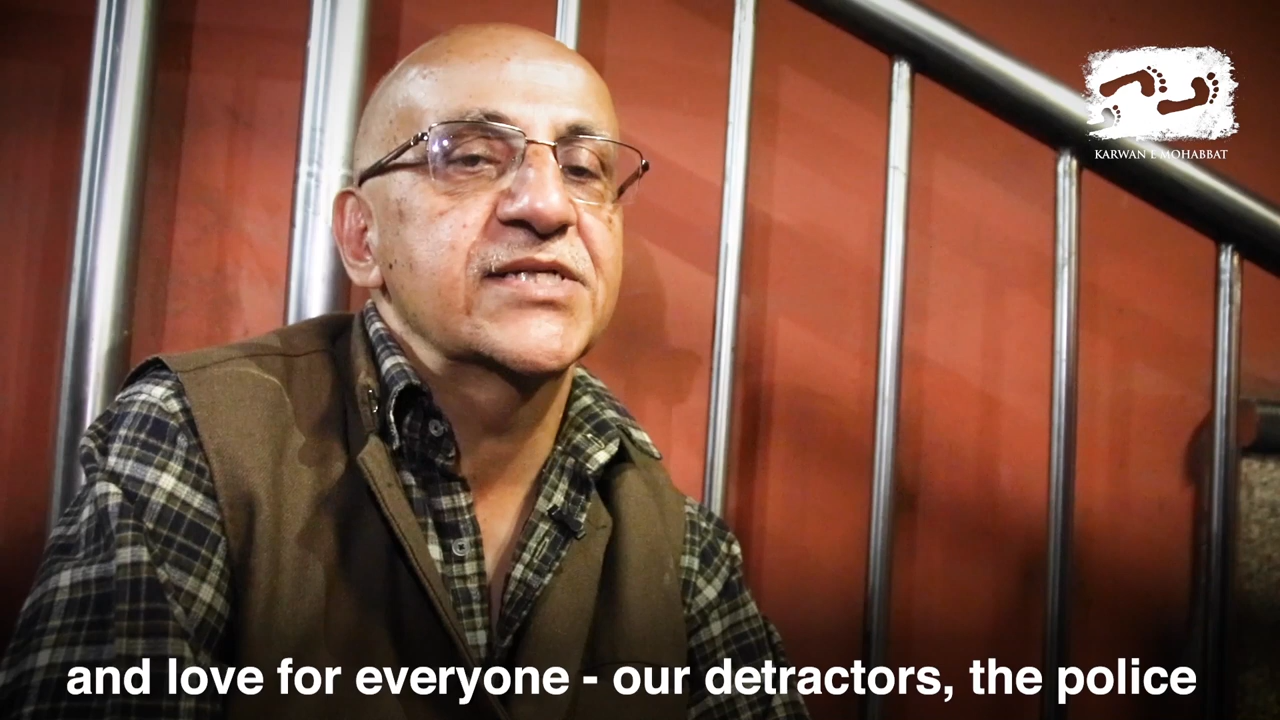 KARWAN E MOHABBAT
and love for everyone - our detractors, the police